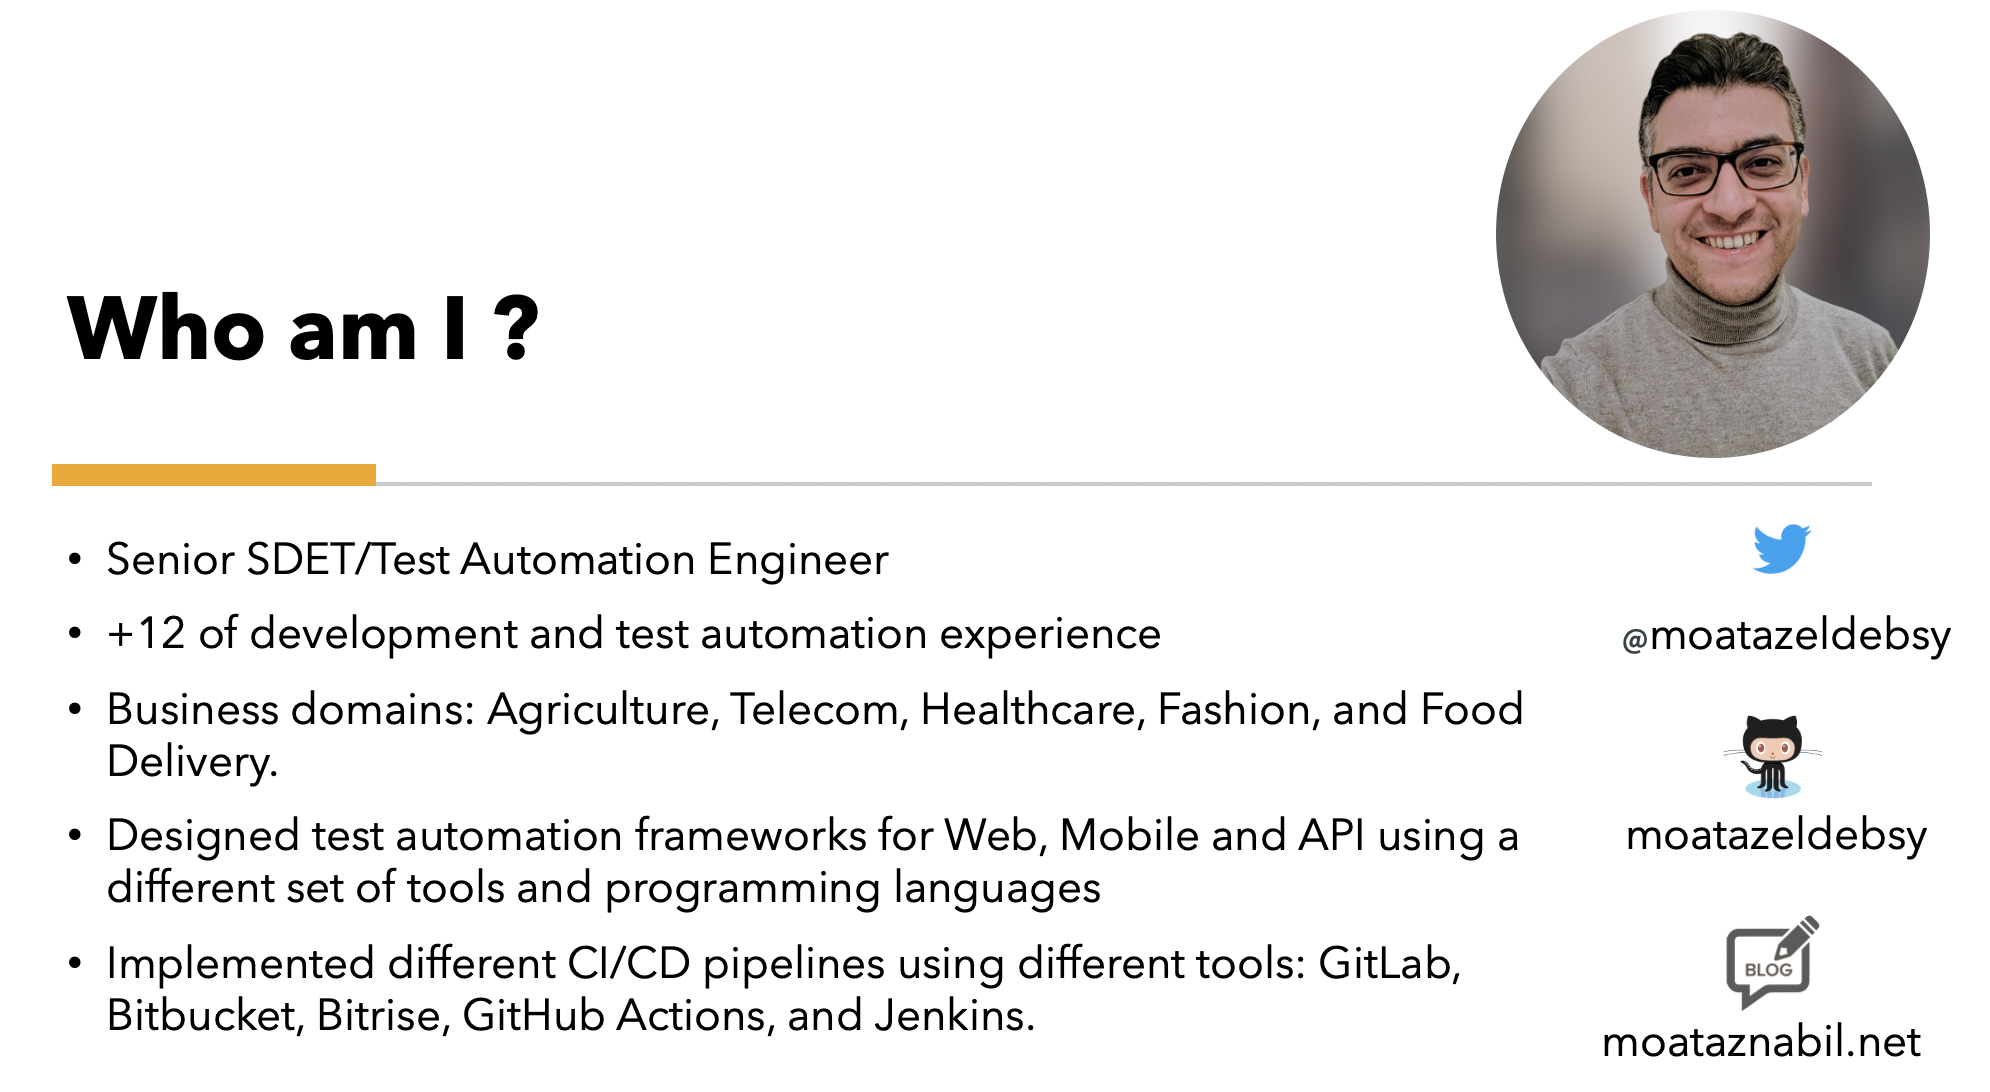 Who am I ?
• Senior SDET/Test Automation Engineer
• +12 of development and test automation experience
• Business domains: Agriculture, Telecom, Healthcare, Fashion, and Food
Delivery.
• Designed test automation frameworks for Web, Mobile and API using a
different set of tools and programming languages
• Implemented different CI/CD pipelines using different tools: GitLab,
Bitbucket, Bitrise, GitHub Actions, and Jenkins.
@moatazeldebsy
moatazeldebsy
BLOG
moataznabil.net